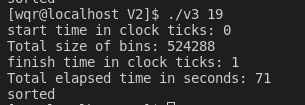 sorted
[wqr@localhost V2]$ ./v3 19
start time in clock ticks: 0
Total size of bins: 524288
finish time in clock ticks: 1
Total elapsed time in seconds: 71
sorted